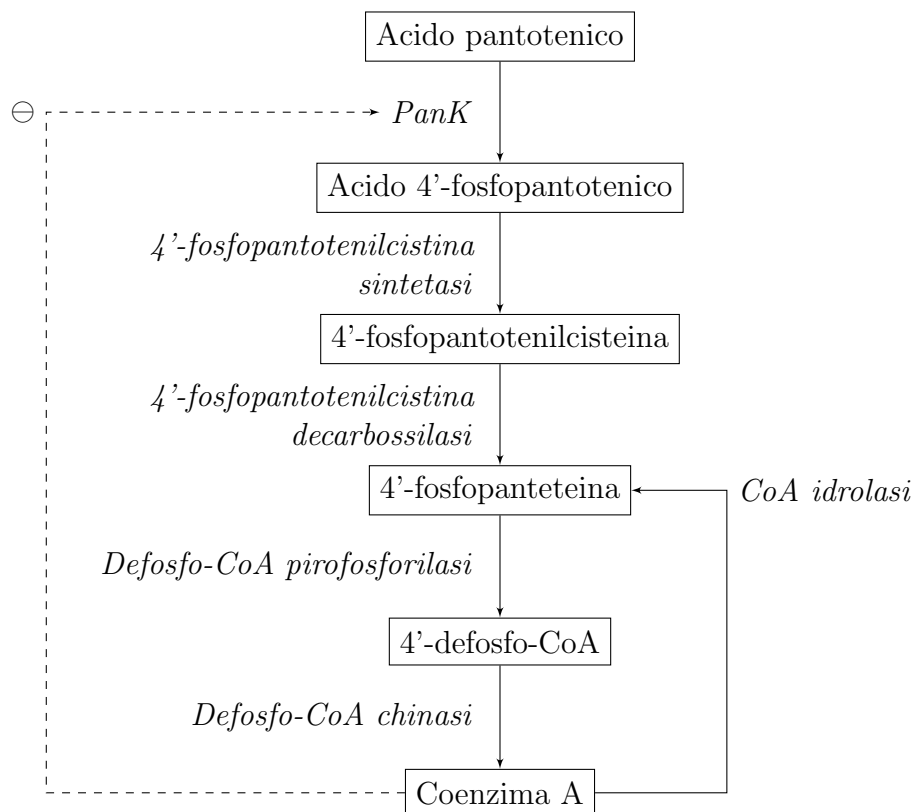 Acido pantotenico
PanK
Acido 4'-fosfopantotenico
4'-fosfopantotenilcistina
sintetasi
4'-fosfopantotenilcisteina
4'-fosfopantotenilcistina
decarbossilasi
4'-fosfopanteteina
CoA idrolasi
Defosfo-CoA pirofosforilasi
4'-defosfo-CoA
Defosfo-CoA chinasi
Coenzima A